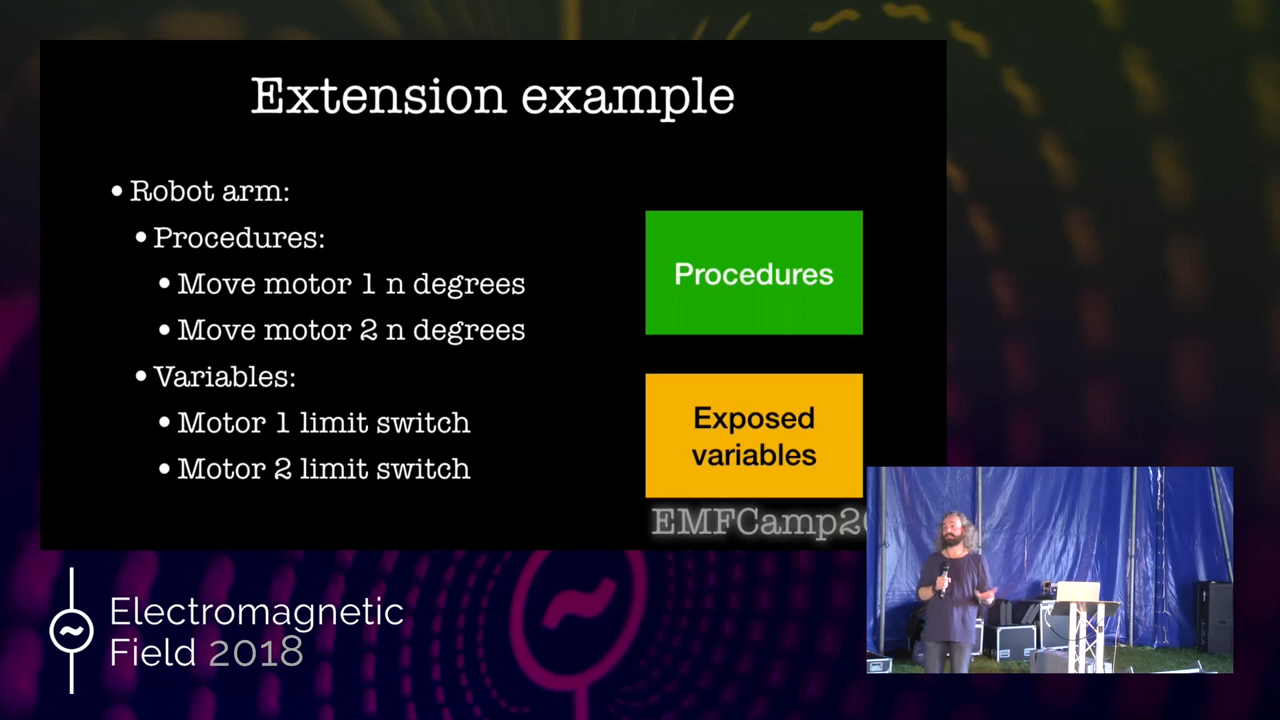 Extension example
• Robot arm:
• Procedures:
• Move motor 1 n degrees
• Move motor 2 n degrees
• Variables:
• Motor 1 limit switch
• Motor 2 limit switch
Procedures
Exposed
variables
EMFCamp20
Electromagnetic
Field 2018